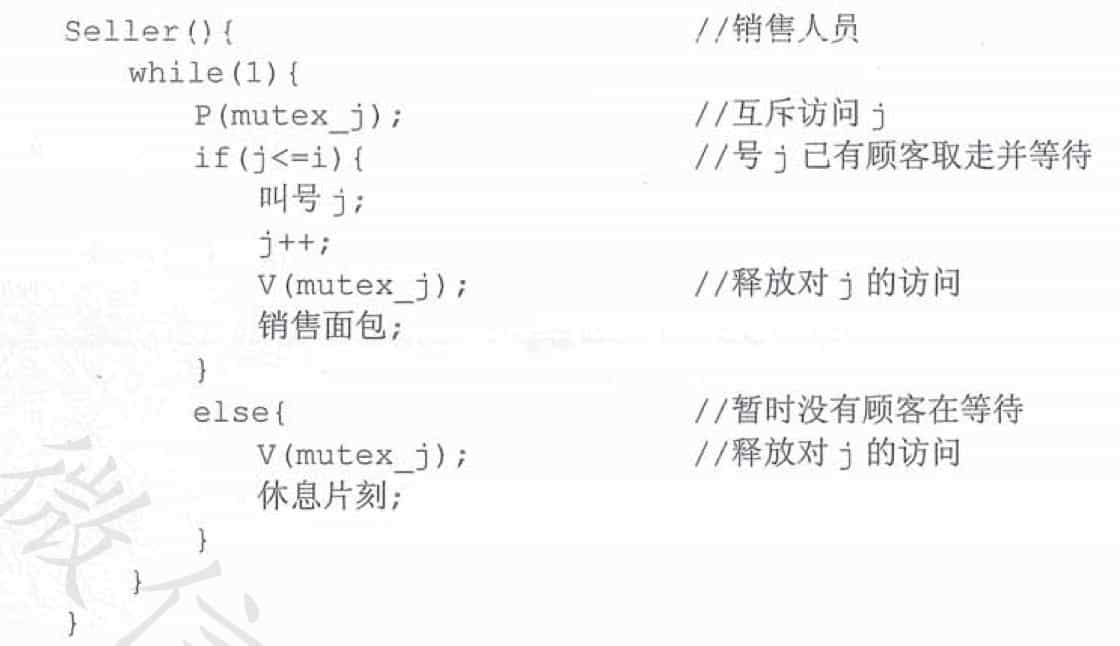 Seller(){ //销售人员
while(1){
P(mutex_j); //互斥访问 j
if(j<=i){ //号 j 已有顾客取走并等待
叫号 j;
j++;
V(mutex_j); //释放对 j 的访问
销售面包;
}
else{ //暂时没有顾客在等待
V(mutex_j); //释放对 j 的访问
休息片刻;
}
}
}
微信